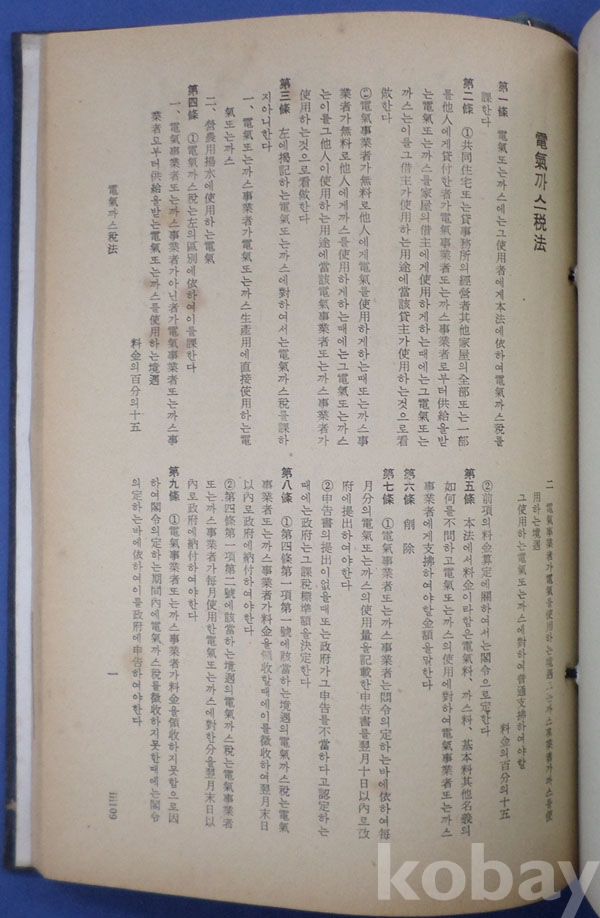 電氣까스稅法
第一條 電氣또는까스에는그使用者에게本法에依하여電氣까스稅를
課한다
第二條 ①共同住宅또는貸事務所의經營者其他家屋의全部또는一部
를他人에게貸付한者가電氣事業者또는까스事業者로부터供給을받
는電氣또는까스를家屋의借主에게使用하게하는때에는그電氣또는
까스는이를그借主가使用하는用途에當該貸主가使用하는것으로看
做한다
②電氣事業者가無料로他人에게電氣를使用하게하는때또는까스事
業者가無料로他人에게까스를使用하게하는때에는그電氣또는까스
는이를그他人이使用하는用途에當該電氣事業者또는까스事業者가
使用하는것으로看做한다
第三條 左에揭記하는電氣또는까스에對하여서는電氣까스稅를課하
지아니한다
一、電氣또는까스事業者가電氣또는까스生產用에直接使用하는電
氣또는까스
二、營農用揚水에使用하는電氣
第四條 ①電氣까스稅는左의區別에依하여이를課한다
一、電氣事業者또는까스事業者가아닌者가電氣事業者또는까스事
業者로부터供給을받는電氣또는까스를使用하는境遇
料金의百分의十五
電氣까스稅法
二 電氣事業者가電氣를使用하는境遇또는까스事業者가까스를使
用하는境遇
그使用하는電氣또는까스에對하여普通支拂하여야할
料金의百分의十五
②前項의料金算定에關하여서는閣令으로定한다
第五條 本法에서料金이라함은電氣料、까스料、基本料其他名義의
如何를不問하고電氣또는까스의使用에對하여電氣事業者또는까스
事業者에게支拂하여야할金額을말한다
第六條 削除
第七條 ①電氣事業者또는까스事業者는閣令의定하는바에依하여每
月分의電氣또는까스의使用量을記載한申告書를翌月十日以內로政
府에提出하여야한다
②申告書의提出이없을때또는政府가그申告를不當하다고認定하는
때에는政府는그課稅標準額을決定한다
第八條 ①第四條第一項第一號에該當하는境遇의電氣까스稅는電氣
事業者또는까스事業者가料金을領收할때에이를徵收하여翌月末日
以內로政府에納付하여야한다
②第四條第一項第二號에該當하는境遇의電氣까스稅는電氣事業者
또는까스事業者가每月使用한電氣또는까스에對한分을翌月末日以
內로政府에納付하여야한다
第九條 ①電氣事業者또는까스事業者가料金을領收하지못함으로因
하여閣令의定하는期間內에電氣까스稅를徵收하지못한때에는閣令
의定하는바에依하여이를政府에申告하여야한다
一
kobay